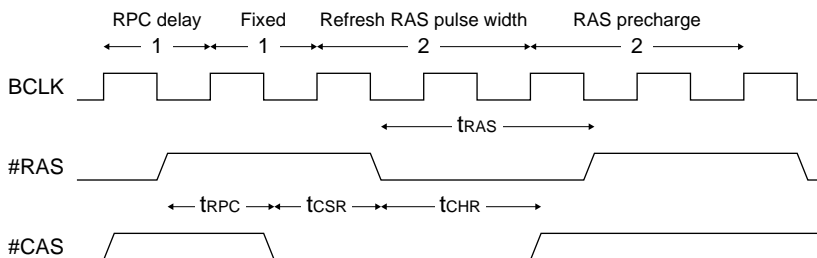 RPC delay Fixed Refresh RAS pulse width RAS precharge
1 1 2 2
BCLK
tRAS
#RAS
tRPC tCSR tCHR
#CAS